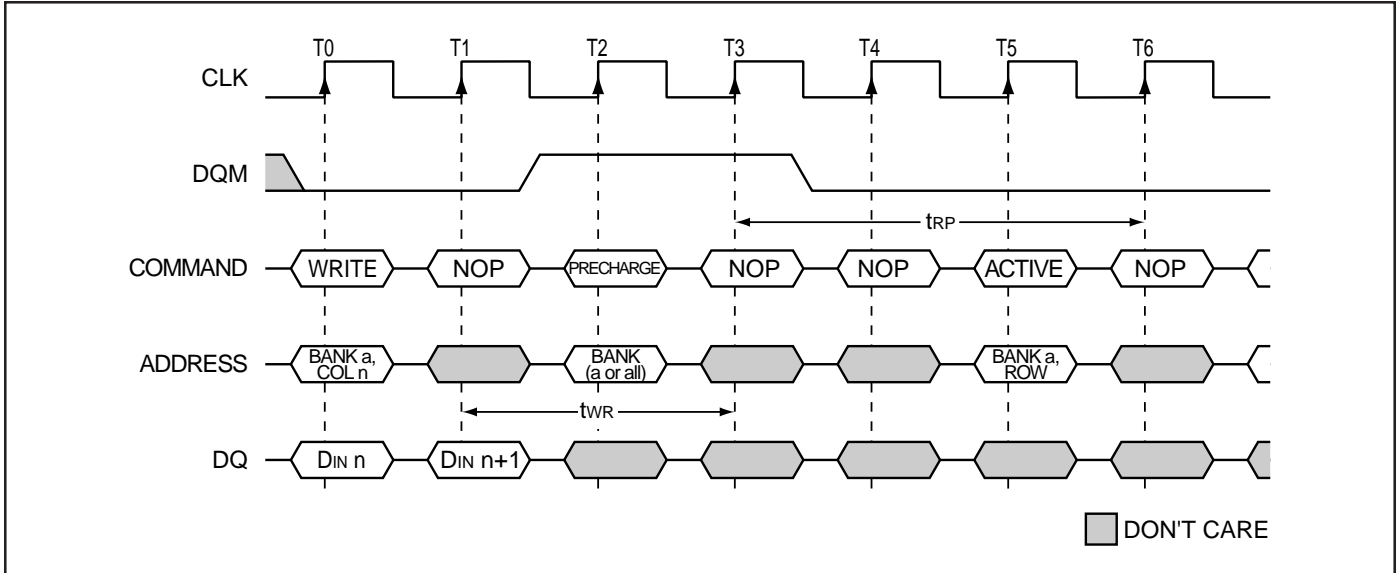 T0 T1 T2 T3 T4 T5 T6
CLK
DQM
tRP
COMMAND WRITE NOP PRECHARGE NOP NOP ACTIVE NOP
ADDRESS BANK a, COL n BANK (a or all) BANK a, ROW
tWR
DQ DIN n DIN n+1
DON'T CARE